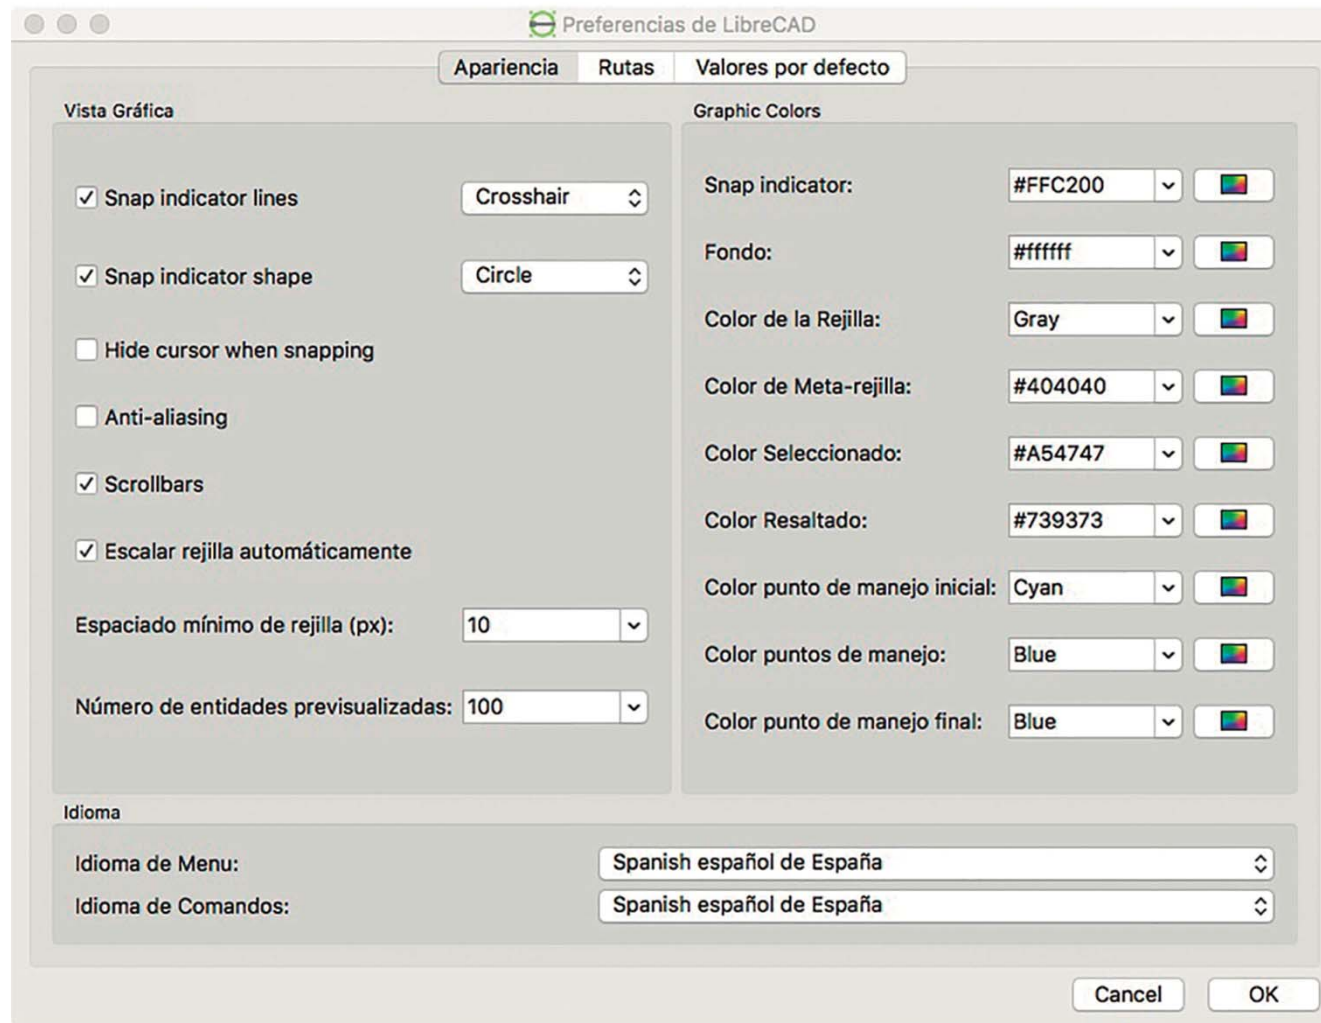 Preferencias de LibreCAD
Apariencia Rutas Valores por defecto
Vista Gráfica
Snap indicator lines Crosshair
Snap indicator shape Circle
Hide cursor when snapping
Anti-aliasing
Scrollbars
Escalar rejilla automáticamente
Espaciado mínimo de rejilla (px): 10
Número de entidades previsualizadas: 100
Graphic Colors
Snap indicator: #FFC200
Fondo: #ffffff
Color de la Rejilla: Gray
Color de Meta-rejilla: #404040
Color Seleccionado: #A54747
Color Resaltado: #739373
Color punto de manejo inicial: Cyan
Color puntos de manejo: Blue
Color punto de manejo final: Blue
Idioma
Idioma de Menu: Spanish español de España
Idioma de Comandos: Spanish español de España
Cancel OK